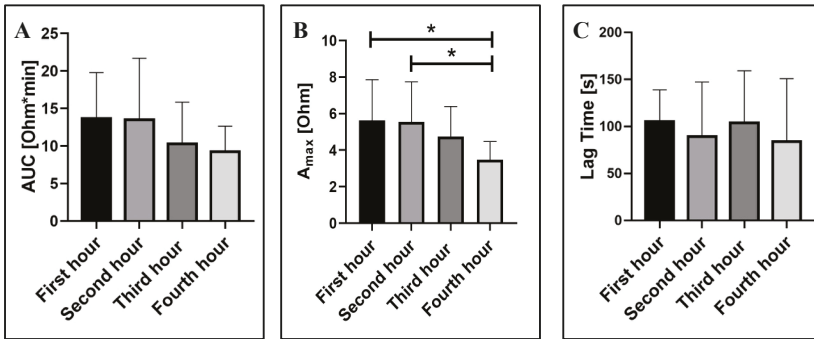 A
AUC [Ohm*min]
25
20
15
10
5
0
First hour
Second hour
Third hour
Fourth hour
B
*
*
Amax [Ohm]
10
8
6
4
2
0
First hour
Second hour
Third hour
Fourth hour
C
Lag Time [s]
200
150
100
50
0
First hour
Second hour
Third hour
Fourth hour